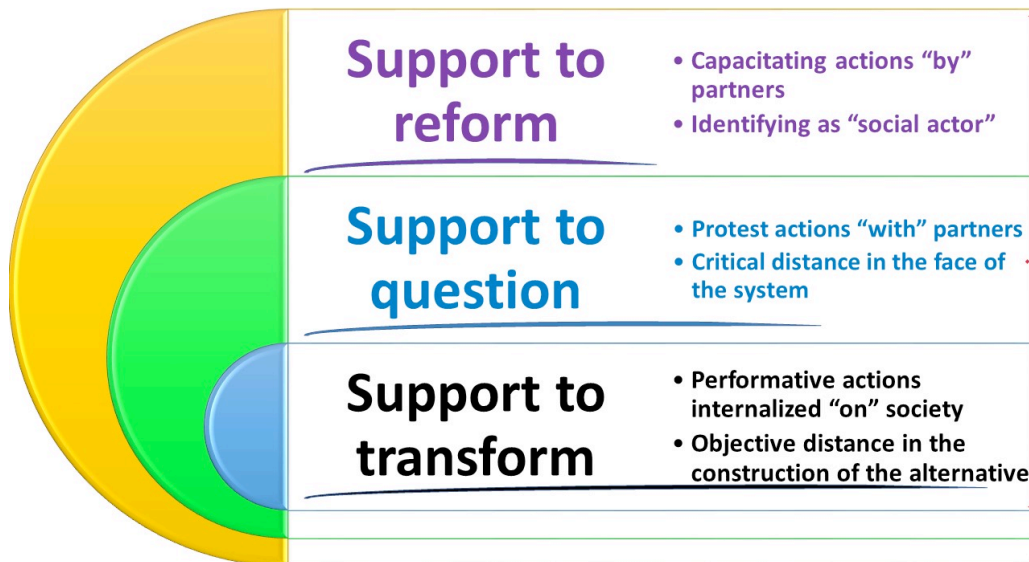 Support to
reform
• Capacitating actions “by”
partners
• Identifying as “social actor”
Support to
question
• Protest actions “with” partners
• Critical distance in the face of
the system
Support to
transform
• Performative actions
internalized “on” society
• Objective distance in the
construction of the alternative